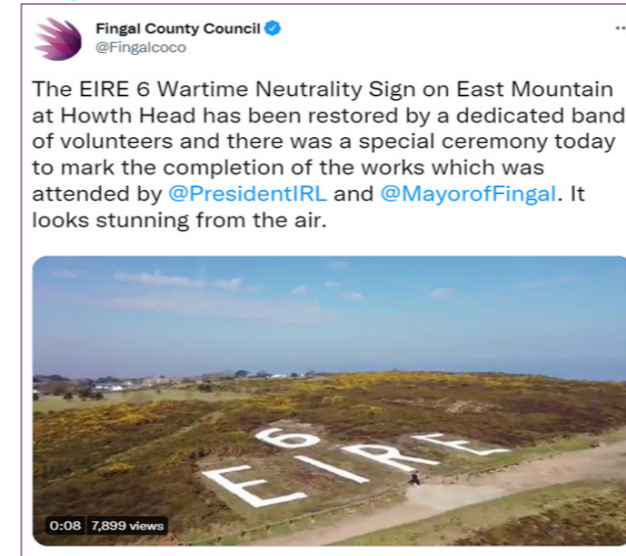 Fingal County Council
@Fingalcoco
The EIRE 6 Wartime Neutrality Sign on East Mountain
at Howth Head has been restored by a dedicated band
of volunteers and there was a special ceremony today
to mark the completion of the works which was
attended by @PresidentIRL and @MayorofFingal. It
looks stunning from the air.
6
EIRE
0:08 7,899 views